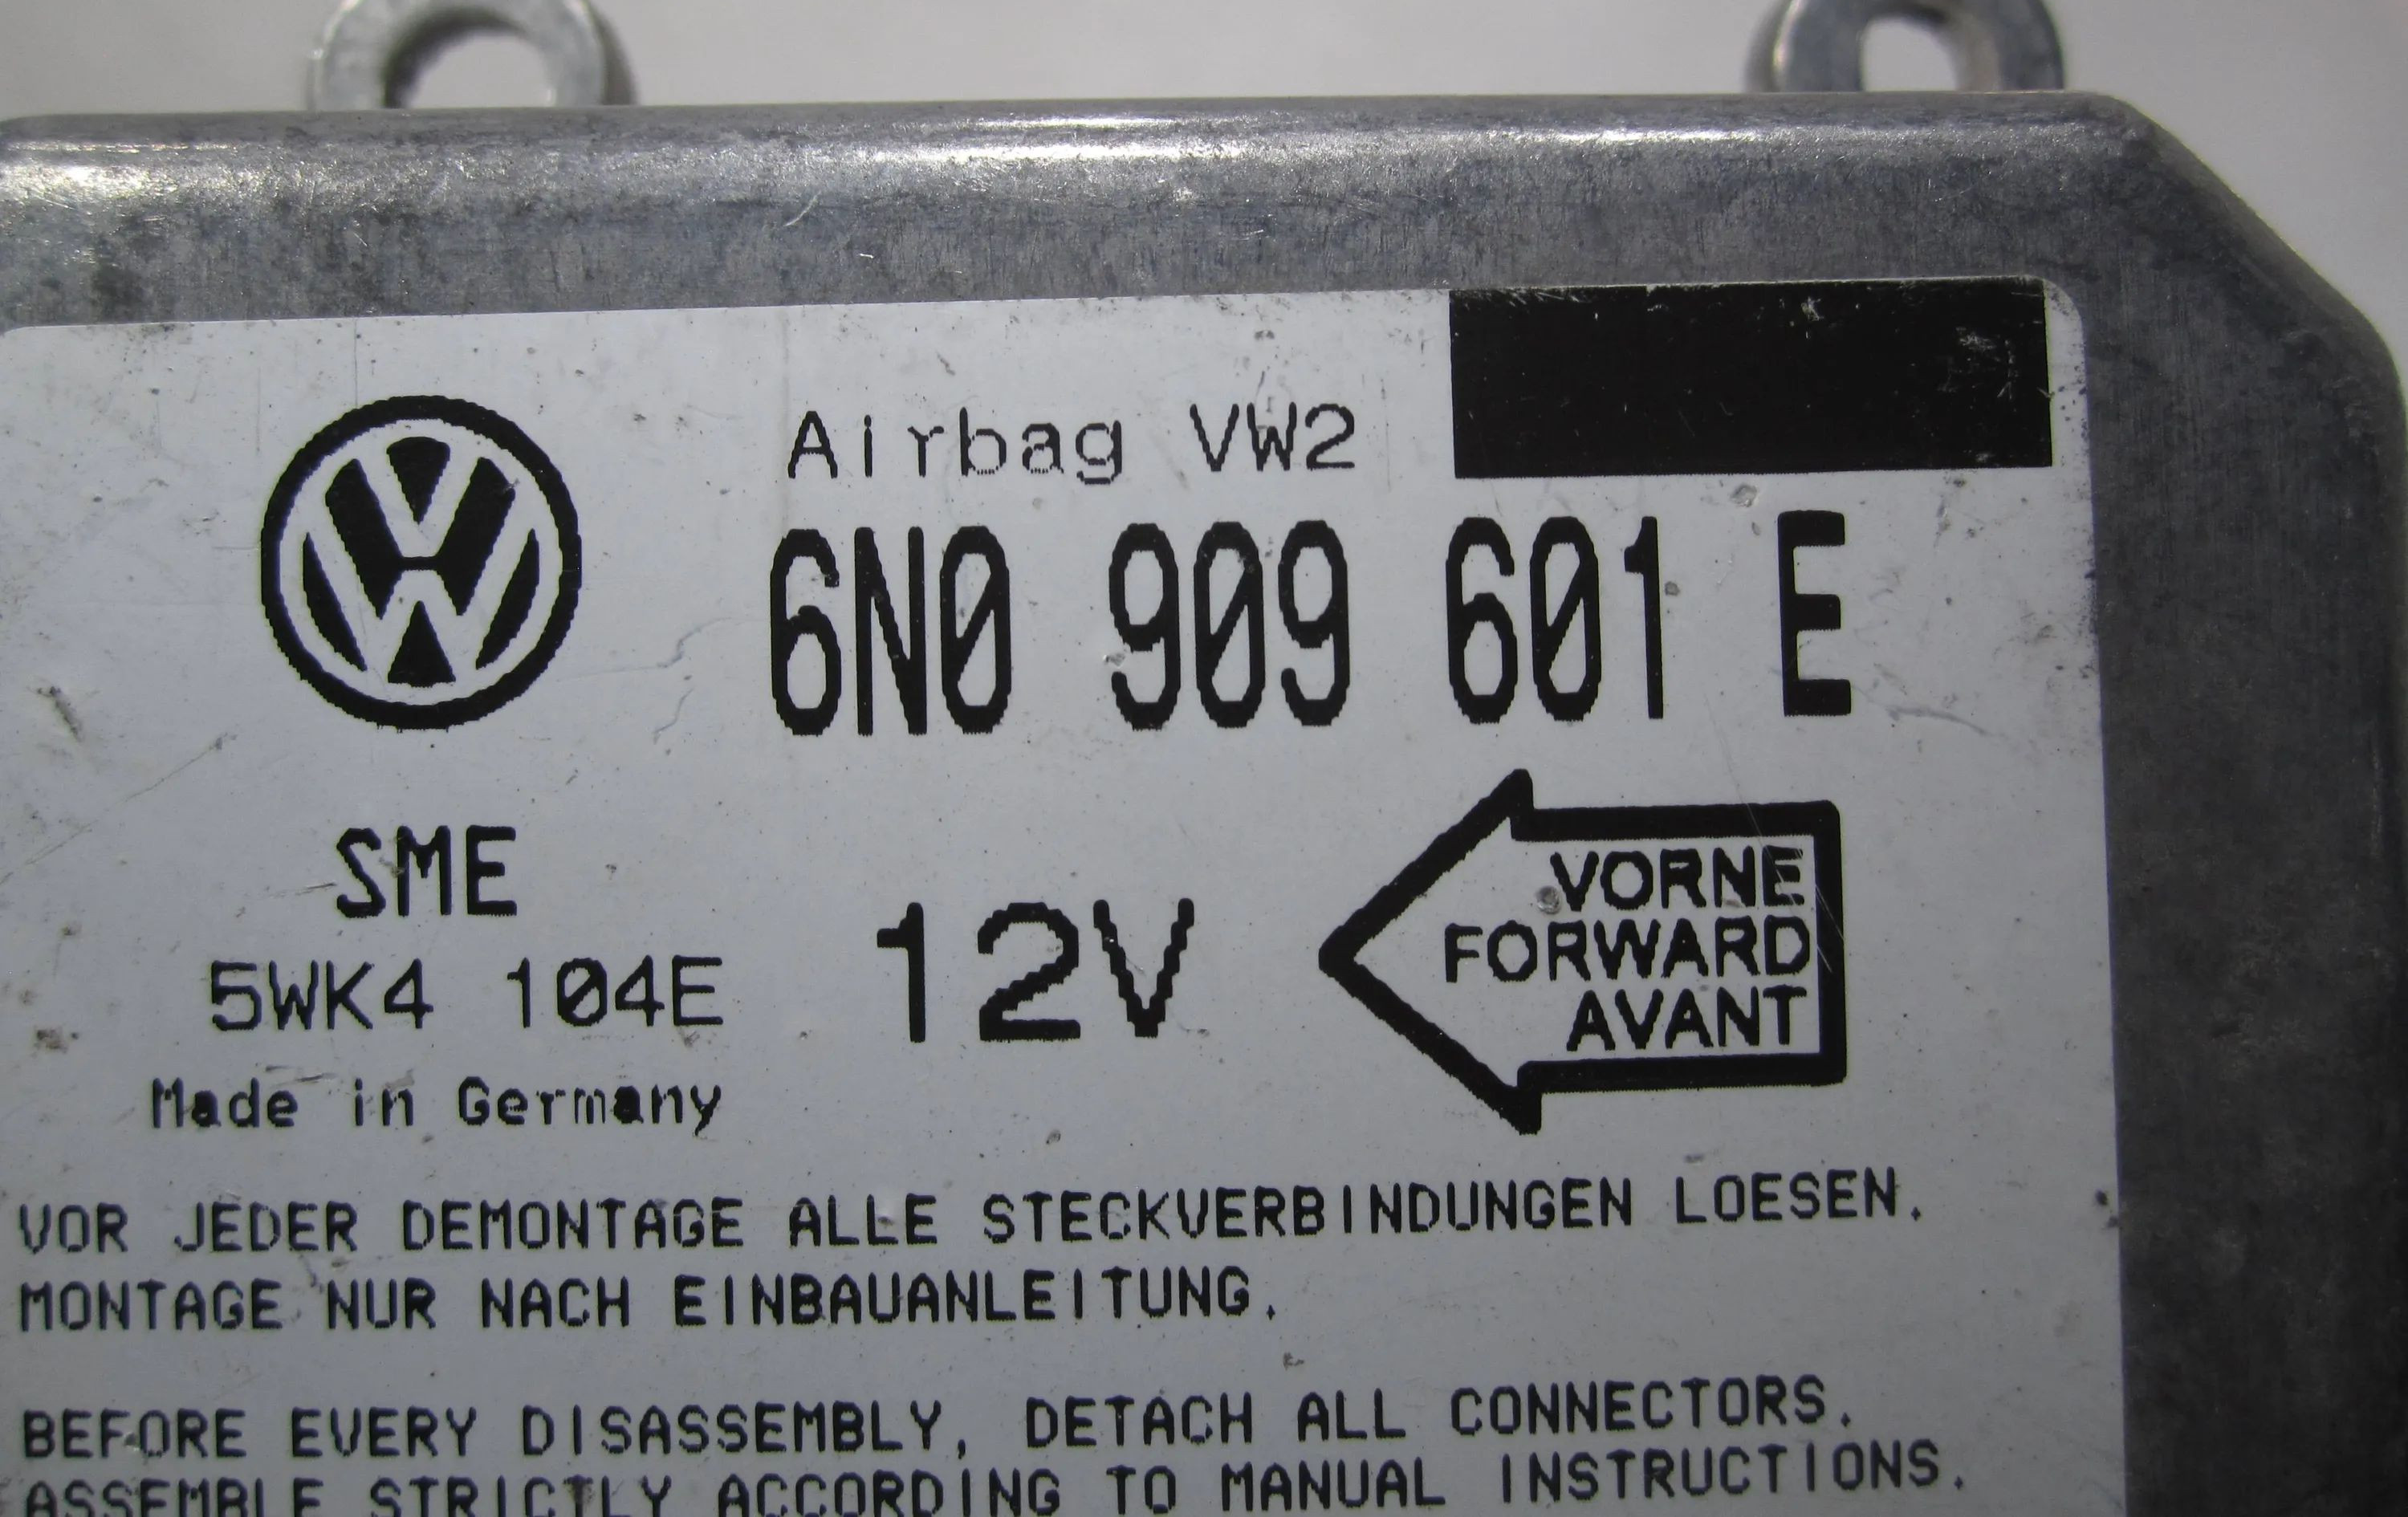 Airbag VW2
6N0 909 601 E
SME
5WK4 104E
Made in Germany
12V
VORNE
FORWARD
AVANT
VOR JEDER DEMONTAGE ALLE STECKVERBINDUNGEN LOESEN.
MONTAGE NUR NACH EINBAUANLEITUNG.
BEFORE EVERY DISASSEMBLY, DETACH ALL CONNECTORS.
ASSEMBLE STRICTLY ACCORDING TO MANUAL INSTRUCTIONS.